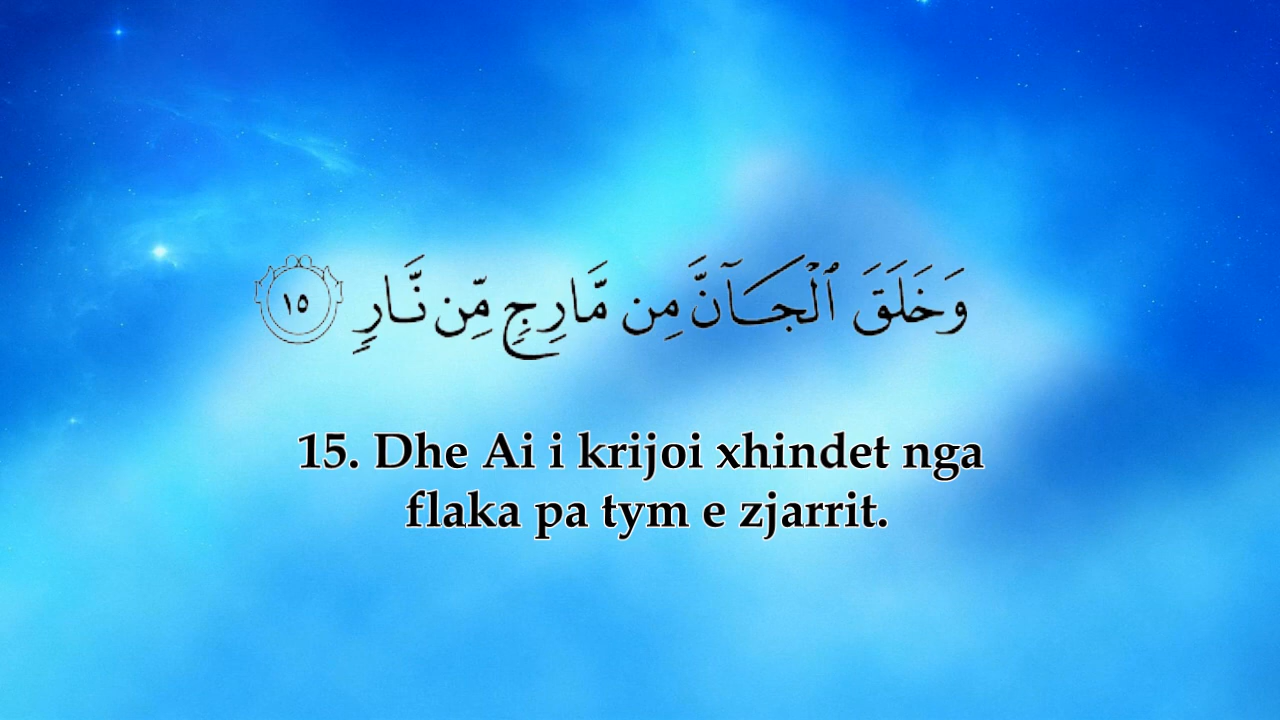 وَخَلَقَ ٱلْجَآنَّ مِن مَّارِجٍ مِّن نَّارٍ ١٥
15. Dhe Ai i krijoi xhindet nga
flaka pa tym e zjarrit.